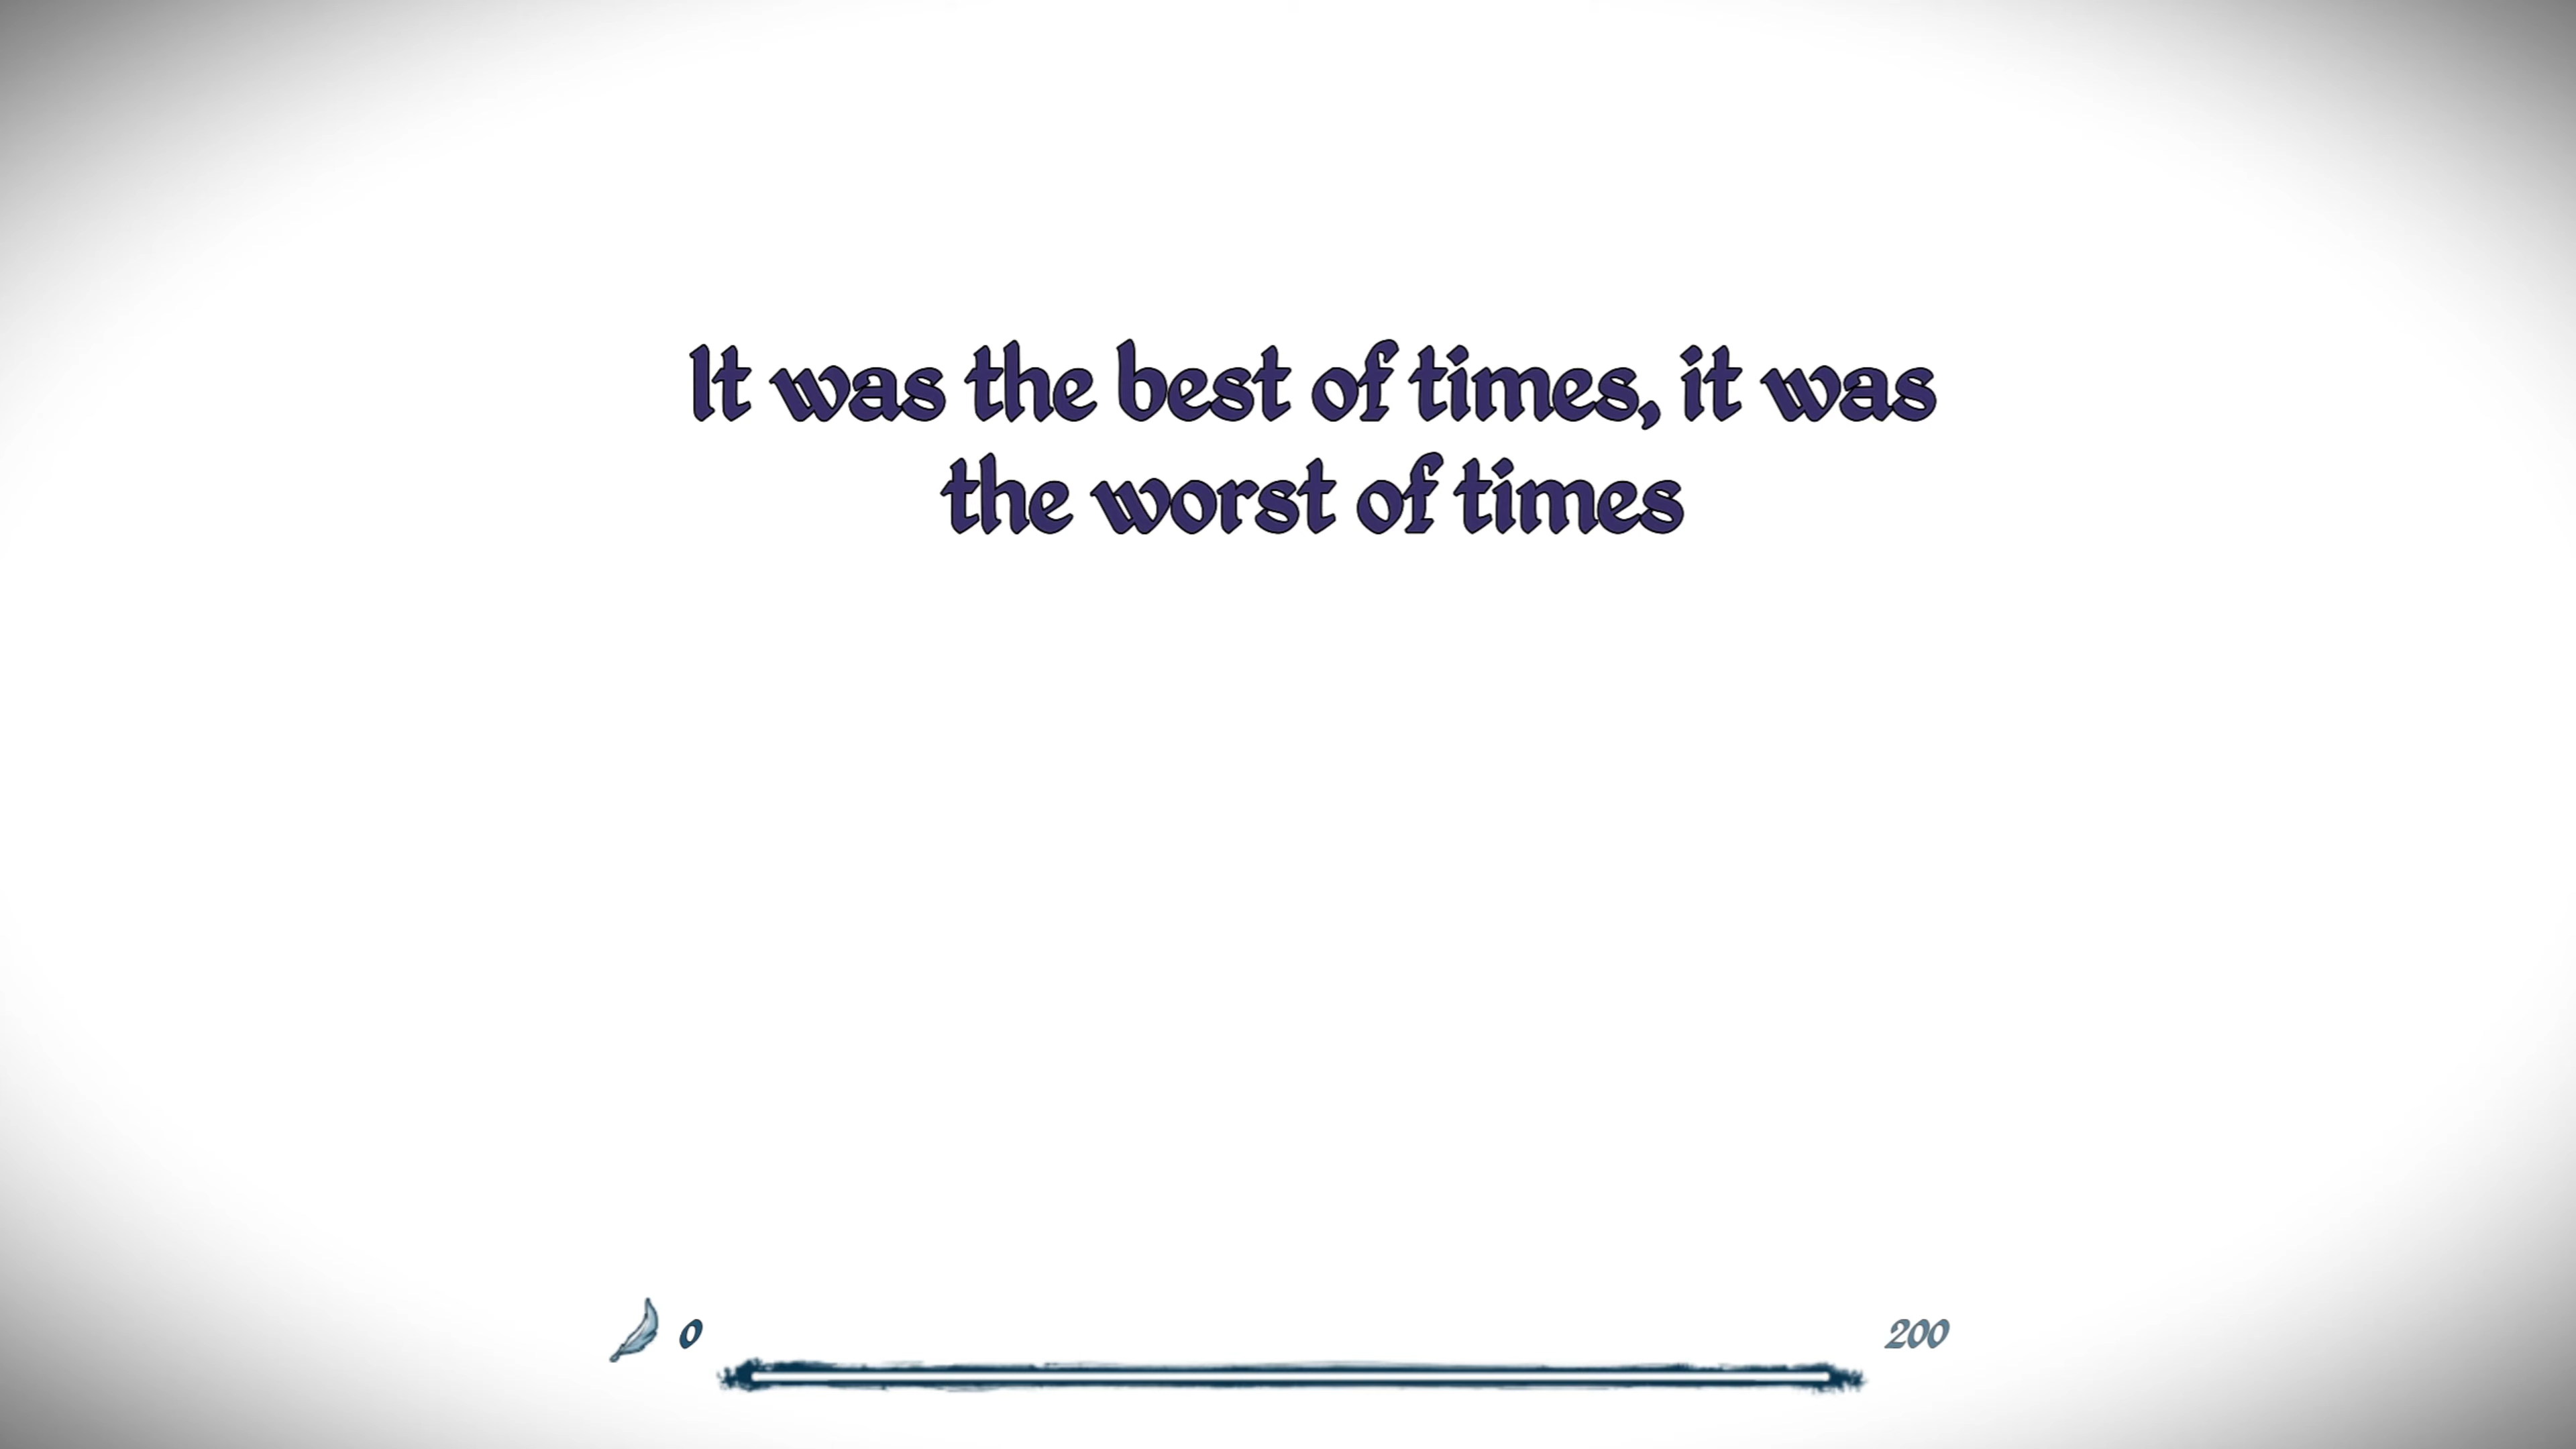 It was the best of times, it was
the worst of times
0
200